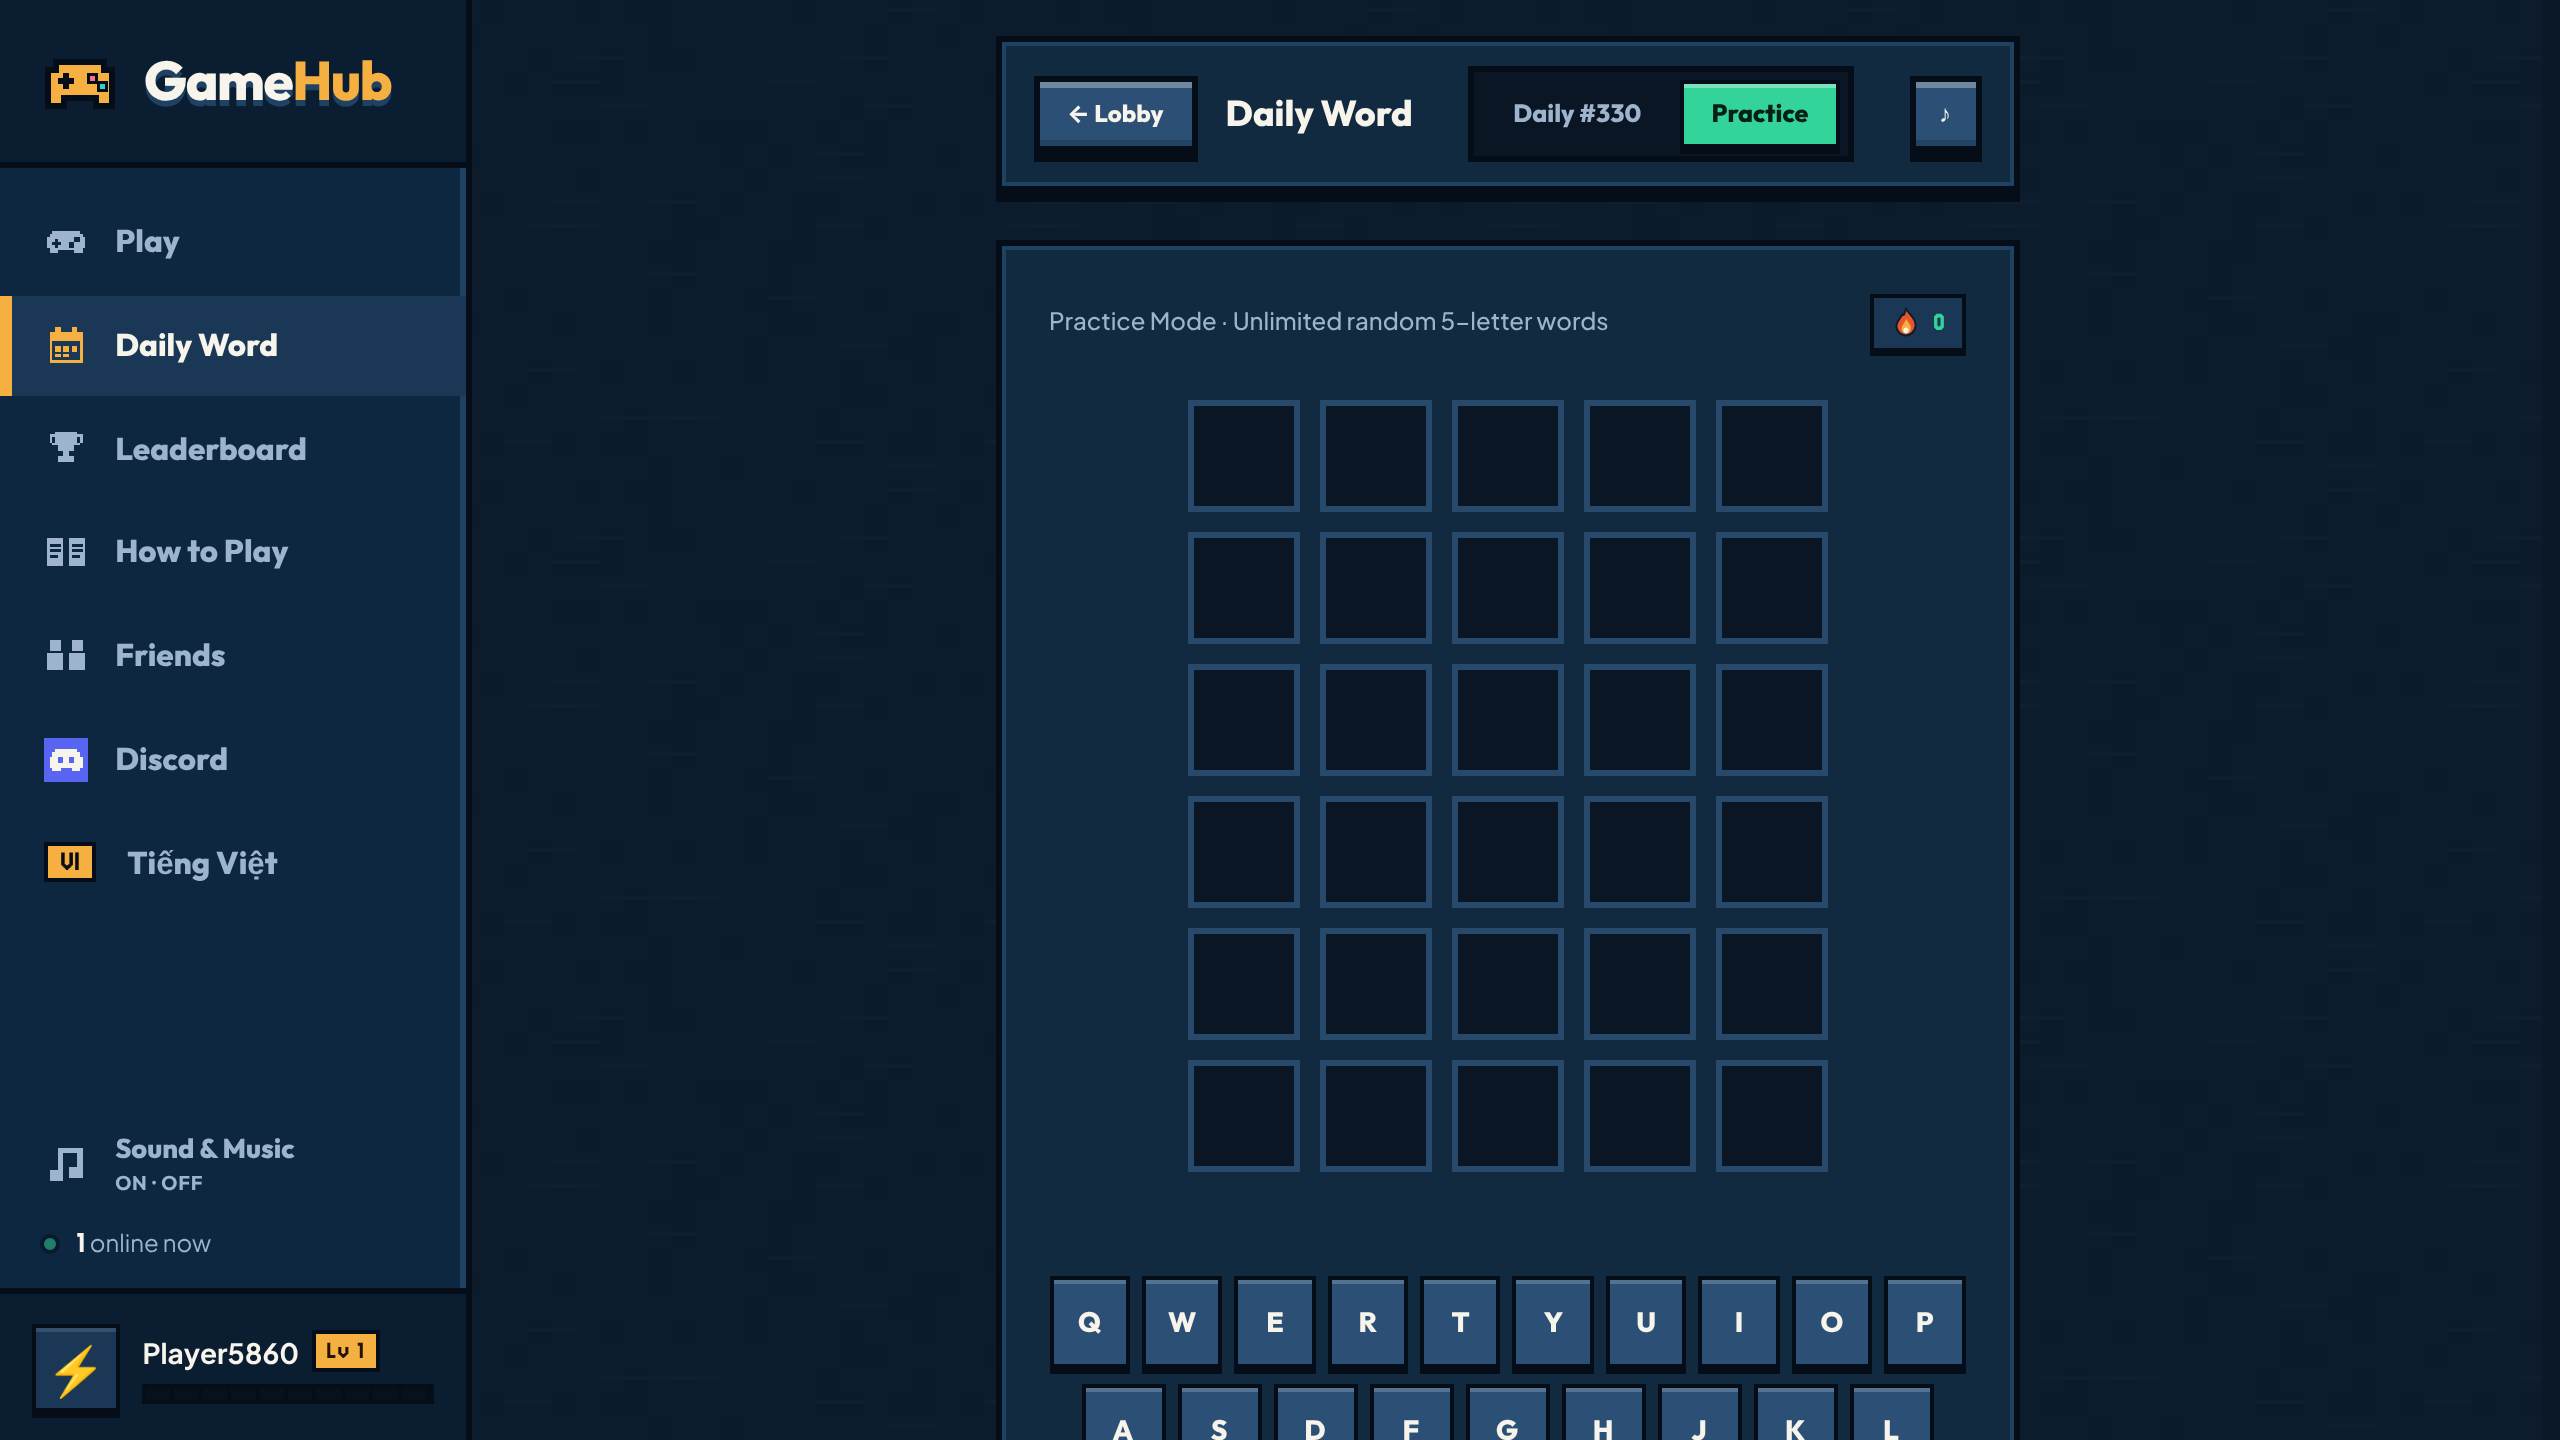 GameHub
Play
Daily Word
Leaderboard
How to Play
Friends
Discord
VI Tiếng Việt
Sound & Music
ON · OFF
1 online now
Player5860 Lv 1
← Lobby Daily Word Daily #330 Practice ♪
Practice Mode · Unlimited random 5-letter words 🔥 0
Q W E R T Y U I O P
A S D F G H J K L